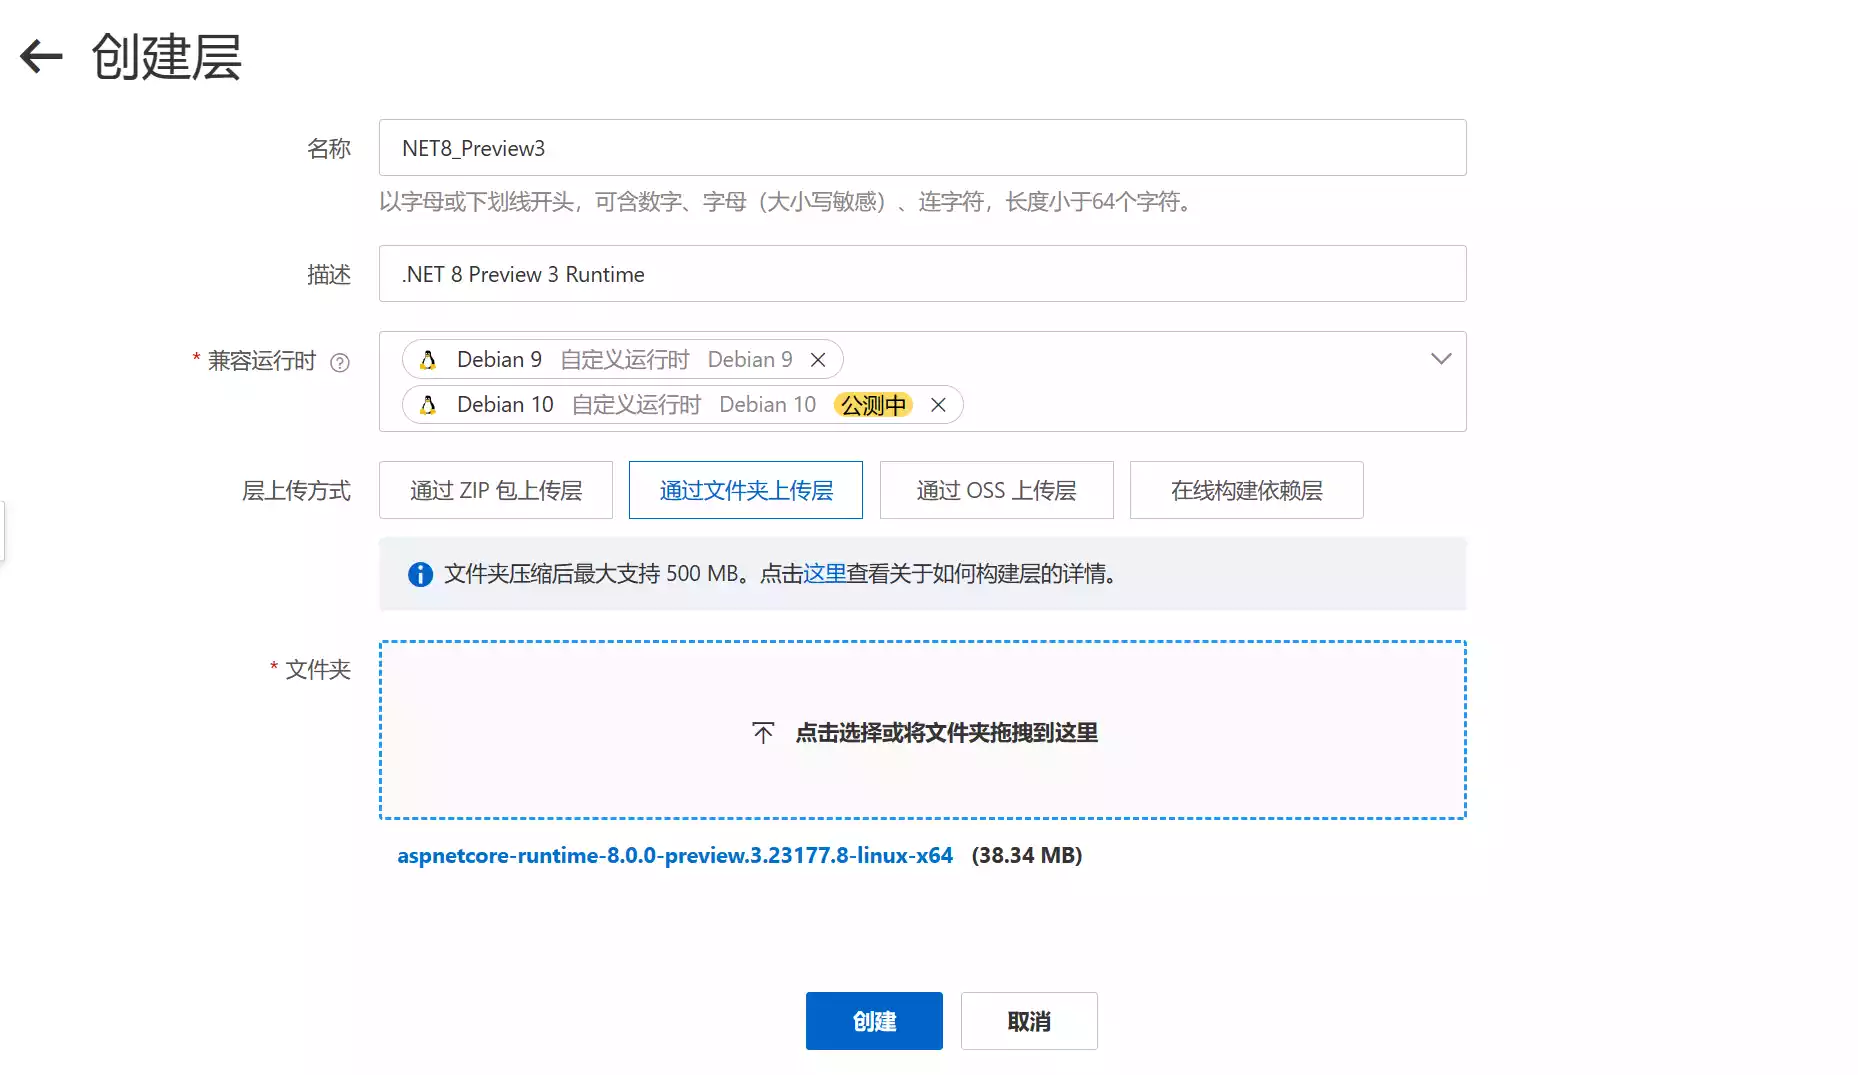 创建层
名称
NET8_Preview3
以字母或下划线开头，可含数字、字母（大小写敏感）、连字符，长度小于64个字符。
描述
.NET 8 Preview 3 Runtime
* 兼容运行时
Debian 9 自定义运行时 Debian 9
Debian 10 自定义运行时 Debian 10 公测中
层上传方式
通过 ZIP 包上传层 通过文件夹上传层 通过 OSS 上传层 在线构建依赖层
文件夹压缩后最大支持 500 MB。点击这里查看关于如何构建层的详情。
* 文件夹
点击选择或将文件夹拖拽到这里
aspnetcore-runtime-8.0.0-preview.3.23177.8-linux-x64 (38.34 MB)
创建 取消